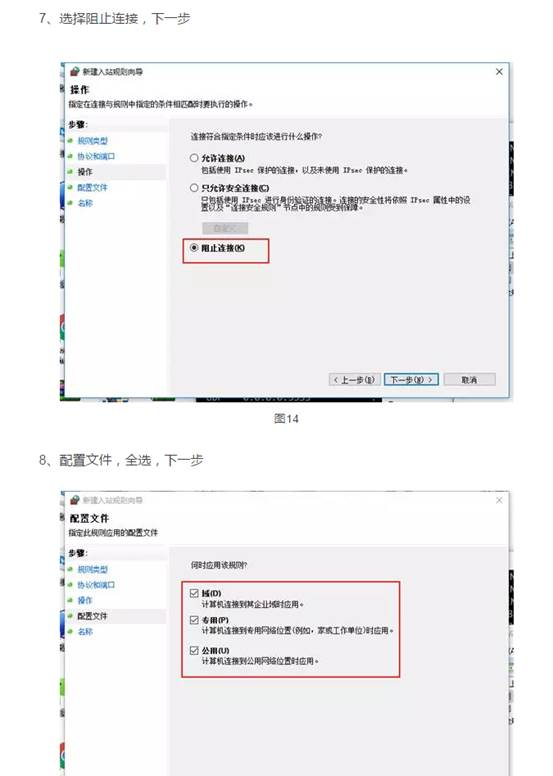 7、选择阻止连接，下一步
新建入站规则向导
操作
指定在连接与规则中指定的条件相匹配时要执行的操作。
步骤:
规则类型
协议和端口
操作
配置文件
名称
连接符合指定条件时应该进行什么操作?
允许连接(A)
包括使用 IPsec 保护的连接，以及未使用 IPsec 保护的连接。
只允许安全连接(C)
只包括使用 IPsec 进行身份验证的连接。连接的安全性将依照 IPsec 属性中的设
置以及“连接安全规则”节点中的规则受到保障。
自定义
阻止连接(K)
< 上一步(B) 下一步(N) > 取消
图14
8、配置文件，全选，下一步
新建入站规则向导
配置文件
指定此规则应用的配置文件
步骤:
规则类型
协议和端口
操作
配置文件
名称
何时应用该规则?
域(D)
计算机连接到其企业域时应用。
专用(P)
计算机连接到专用网络位置(例如，家或工作单位)时应用。
公用(U)
计算机连接到公用网络位置时应用。